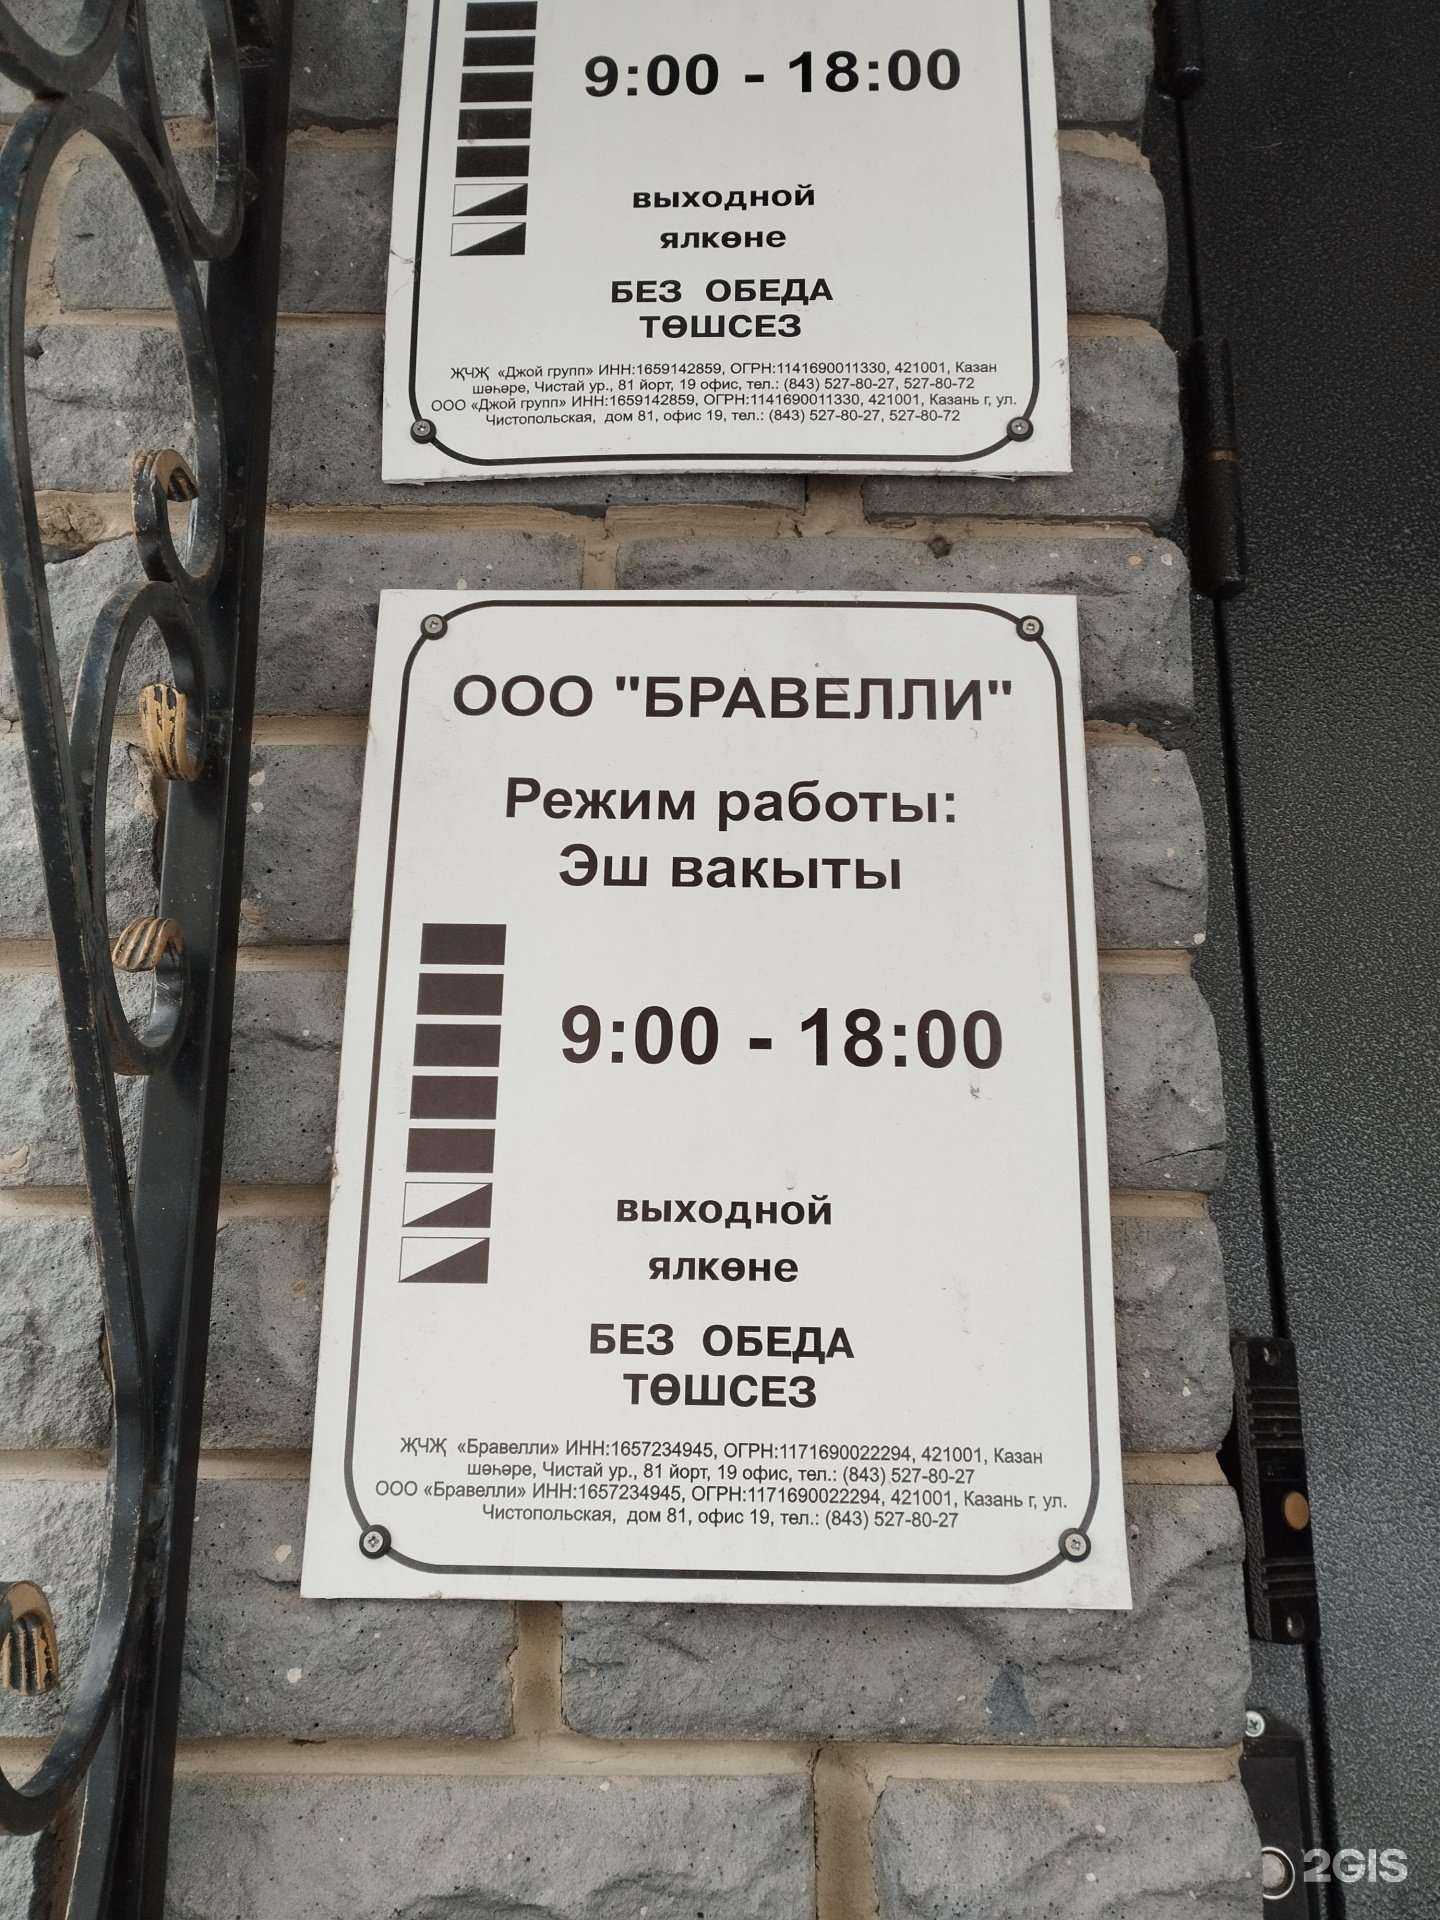 9:00 - 18:00
выходной
ялкөне
БЕЗ ОБЕДА
ТӨШСЕЗ
ҖЧҖ «Джой групп» ИНН:1659142859, ОГРН:1141690011330, 421001, Казан
шәһәре, Чистай ур., 81 йорт, 19 офис, тел.: (843) 527-80-27, 527-80-72
ООО «Джой групп» ИНН:1659142859, ОГРН:1141690011330, 421001, Казань г, ул.
Чистопольская, дом 81, офис 19, тел.: (843) 527-80-27, 527-80-72
ООО "БРАВЕЛЛИ"
Режим работы:
Эш вакыты
9:00 - 18:00
выходной
ялкөне
БЕЗ ОБЕДА
ТӨШСЕЗ
ҖЧҖ «Бравелли» ИНН:1657234945, ОГРН:1171690022294, 421001, Казан
шәһәре, Чистай ур., 81 йорт, 19 офис, тел.: (843) 527-80-27
ООО «Бравелли» ИНН:1657234945, ОГРН:1171690022294, 421001, Казань г, ул.
Чистопольская, дом 81, офис 19, тел.: (843) 527-80-27
2GIS